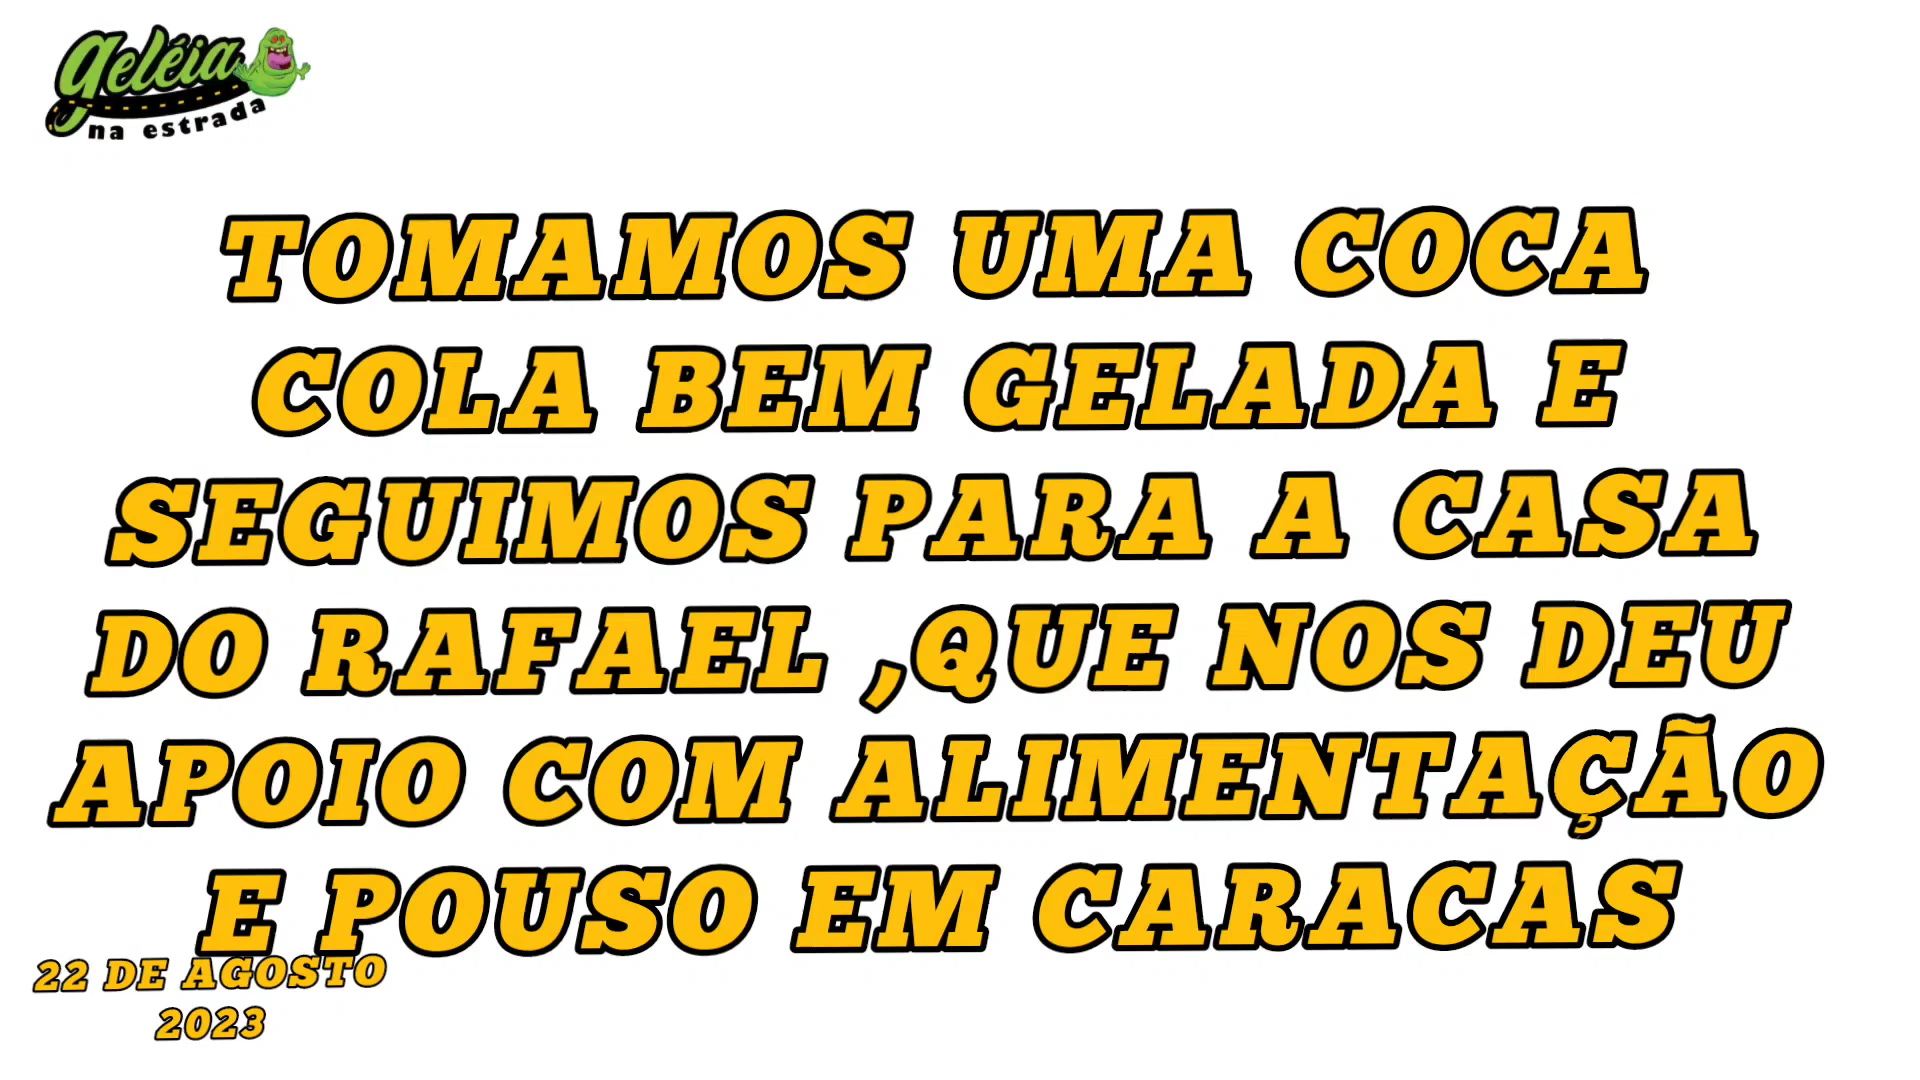 geléia
na estrada
TOMAMOS UMA COCA
COLA BEM GELADA E
SEGUIMOS PARA A CASA
DO RAFAEL ,QUE NOS DEU
APOIO COM ALIMENTAÇÃO
E POUSO EM CARACAS
22 DE AGOSTO
2023